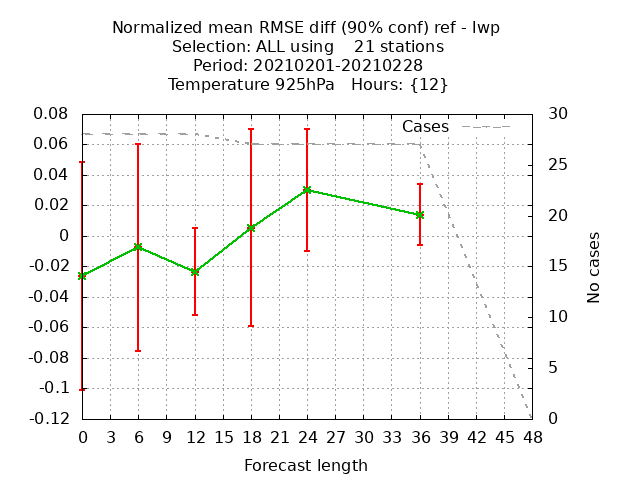 Normalized mean RMSE diff (90% conf) ref - lwp
Selection: ALL using    21 stations
Period: 20210201-20210228
Temperature 925hPa   Hours: {12}
Cases
0.08
0.06
0.04
0.02
0
-0.02
-0.04
-0.06
-0.08
-0.1
-0.12
30
25
20
15
10
5
0
No cases
0 3 6 9 12 15 18 21 24 27 30 33 36 39 42 45 48
Forecast length